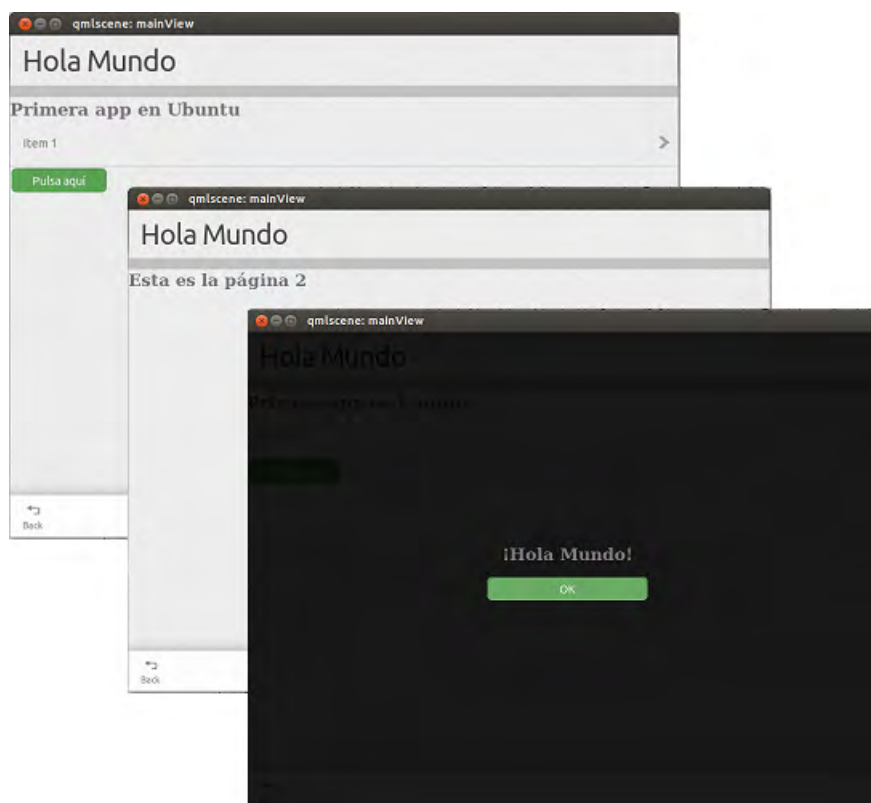 qmlscene: mainView
Hola Mundo
Primera app en Ubuntu
Item 1
Pulsa aquí
Back
qmlscene: mainView
Hola Mundo
Esta es la página 2
Back
qmlscene: mainView
Hola Mundo
¡Hola Mundo!
OK